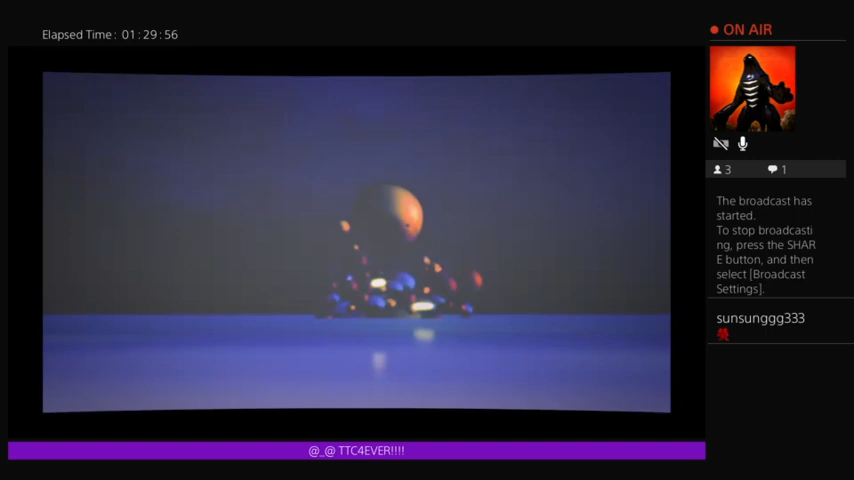 Elapsed Time: 01:29:56
ON AIR
3
1
The broadcast has
started.
To stop broadcasti
ng, press the SHAR
E button, and then
select [Broadcast
Settings].
sunsunggg333
@_@ TTC4EVER!!!!